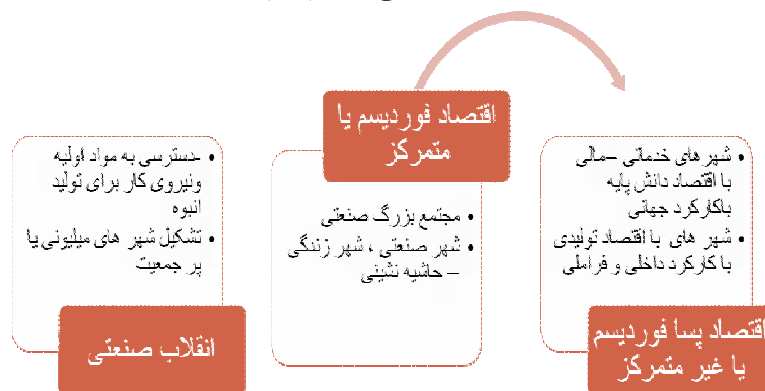 اقتصاد فوردیسم یا
متمرکز
• مجتمع بزرگ صنعتی
• شهر صنعتی ، شهر زندگی
– حاشیه نشینی
• شهرهای خدماتی –مالی
با اقتصاد دانش پایه
باکارکرد جهانی
• شهر های با اقتصاد تولیدی
با کارکرد داخلی و فراملی
اقتصاد پسا فوردیسم
یا غیر متمرکز
• -دسترسی به مواد اولیه
ونیروی کار برای تولید
انبوه
• تشکیل شهر های میلیونی یا
پر جمعیت
انقلاب صنعتی